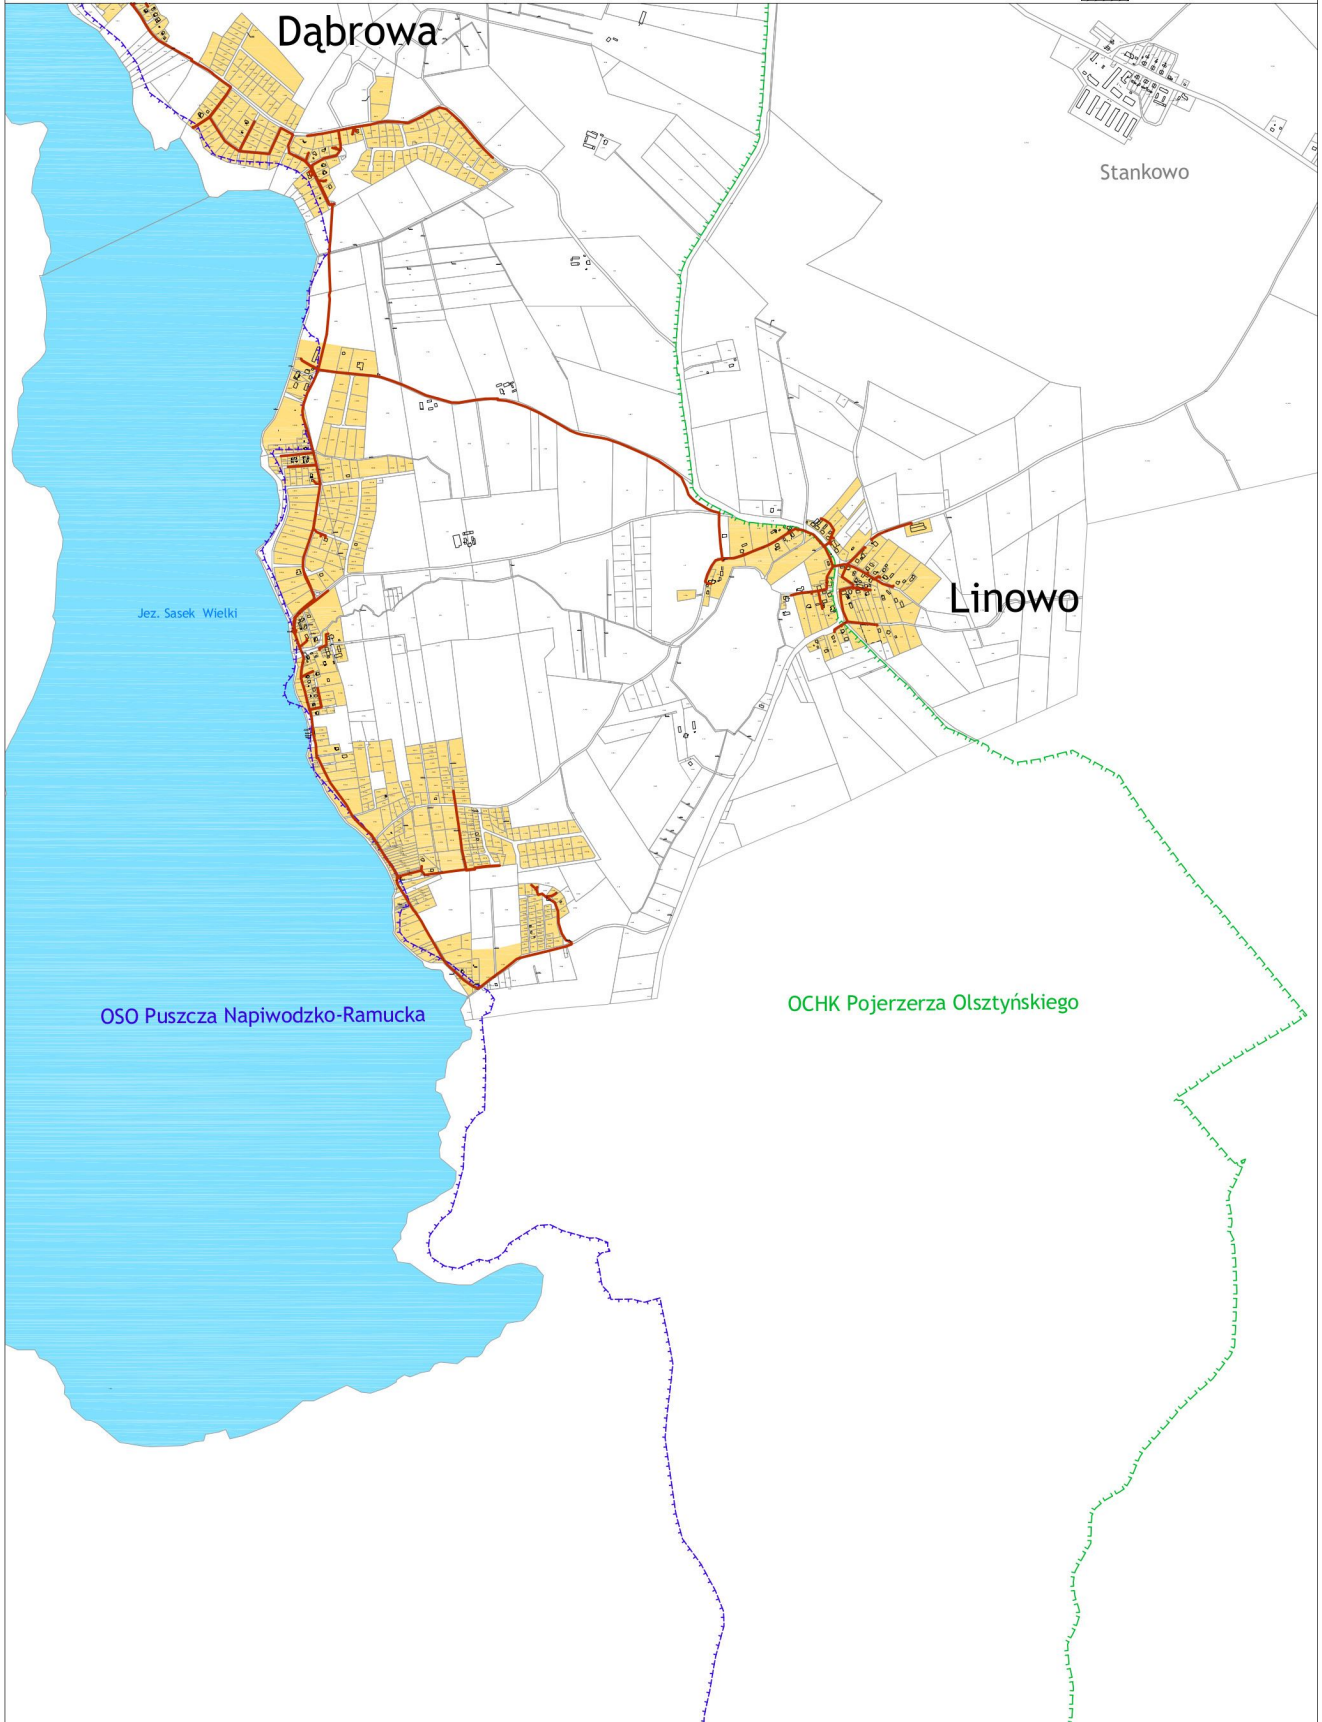 Dąbrowa
Stankowo
Linowo
Jez. Sasek Wielki
OSO Puszcza Napiwodzko-Ramucka
OCHK Pojerzerza Olsztyńskiego